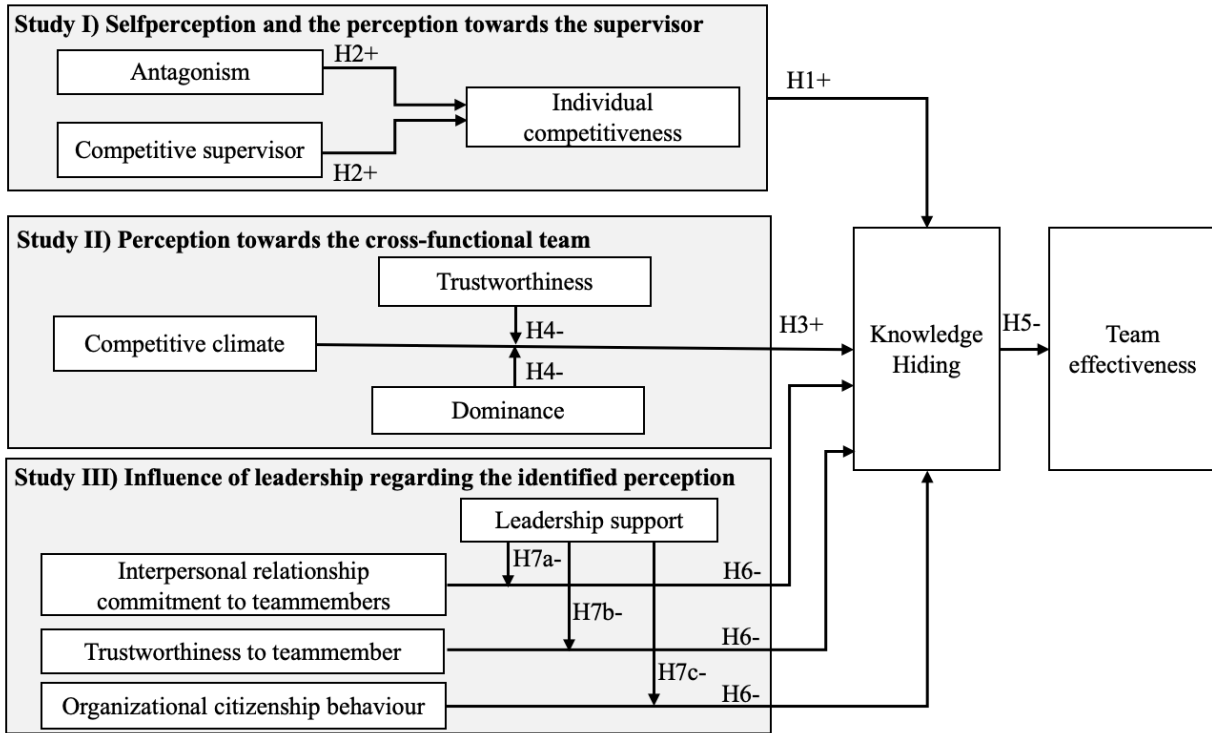 Study I) Selfperception and the perception towards the supervisor
H2+
Antagonism
Individual
competitiveness
H1+
Competitive supervisor
H2+
Study II) Perception towards the cross-functional team
Trustworthiness
H4-
Competitive climate
H3+
H4-
Dominance
Knowledge
Hiding
H5-
Team
effectiveness
Study III) Influence of leadership regarding the identified perception
Leadership support
H7a-
Interpersonal relationship
commitment to teammembers
H6-
H7b-
Trustworthiness to teammember
H6-
H7c-
Organizational citizenship behaviour
H6-